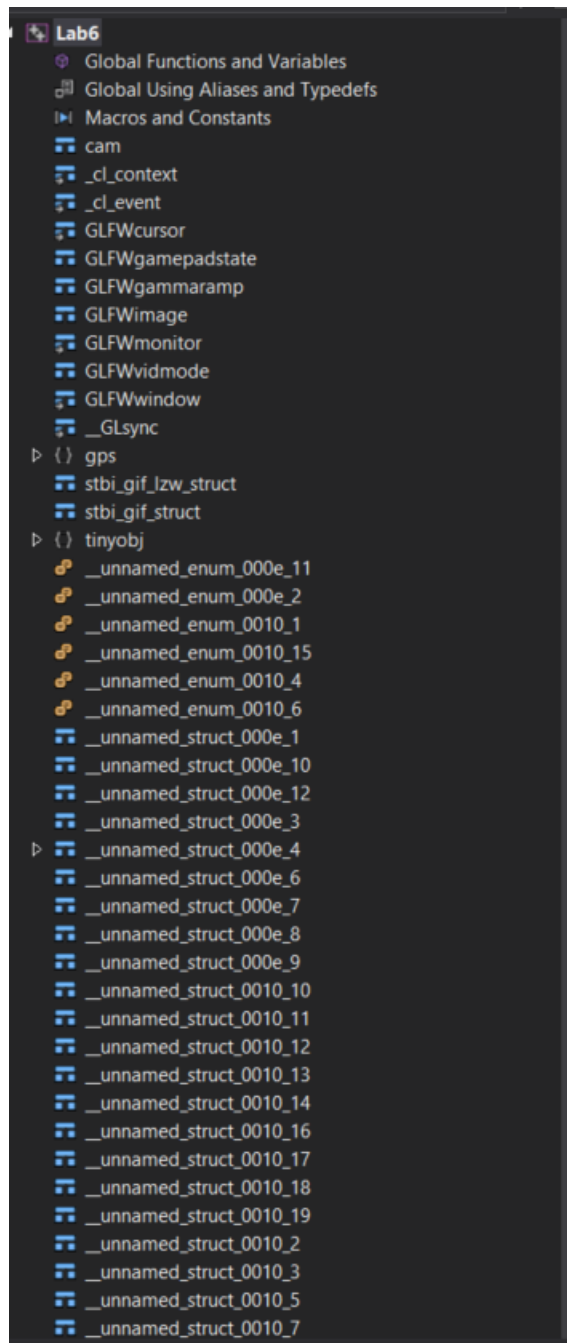 Lab6
Global Functions and Variables
Global Using Aliases and Typedefs
Macros and Constants
cam
_cl_context
_cl_event
GLFWcursor
GLFWgamepadstate
GLFWgammaramp
GLFWimage
GLFWmonitor
GLFWvidmode
GLFWwindow
__GLsync
{ } gps
stbi_gif_lzw_struct
stbi_gif_struct
{ } tinyobj
__unnamed_enum_000e_11
__unnamed_enum_000e_2
__unnamed_enum_0010_1
__unnamed_enum_0010_15
__unnamed_enum_0010_4
__unnamed_enum_0010_6
__unnamed_struct_000e_1
__unnamed_struct_000e_10
__unnamed_struct_000e_12
__unnamed_struct_000e_3
__unnamed_struct_000e_4
__unnamed_struct_000e_6
__unnamed_struct_000e_7
__unnamed_struct_000e_8
__unnamed_struct_000e_9
__unnamed_struct_0010_10
__unnamed_struct_0010_11
__unnamed_struct_0010_12
__unnamed_struct_0010_13
__unnamed_struct_0010_14
__unnamed_struct_0010_16
__unnamed_struct_0010_17
__unnamed_struct_0010_18
__unnamed_struct_0010_19
__unnamed_struct_0010_2
__unnamed_struct_0010_3
__unnamed_struct_0010_5
__unnamed_struct_0010_7